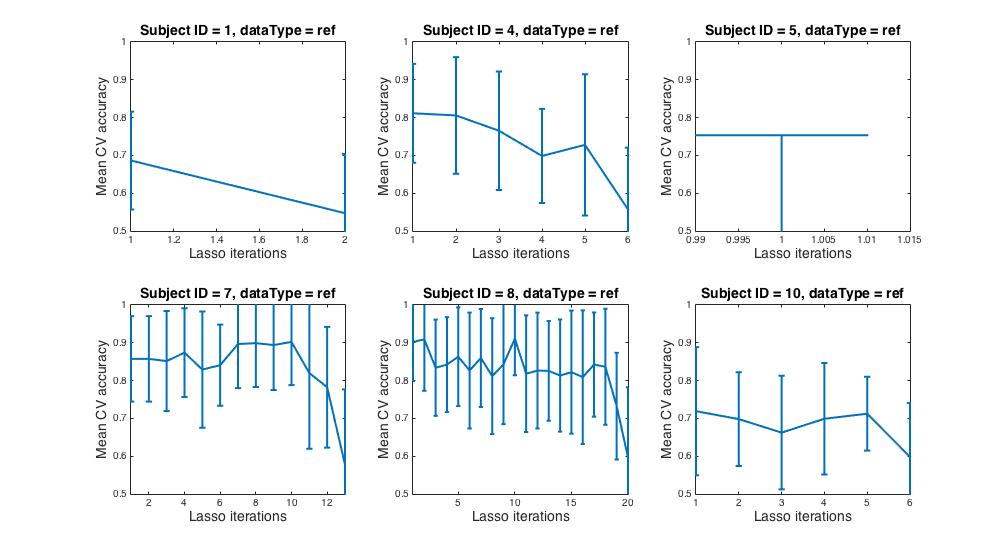 Subject ID = 1, dataType = ref
Mean CV accuracy
1
0.9
0.8
0.7
0.6
0.5
1 1.2 1.4 1.6 1.8 2
Lasso iterations
Subject ID = 4, dataType = ref
Mean CV accuracy
1
0.9
0.8
0.7
0.6
0.5
1 2 3 4 5 6
Lasso iterations
Subject ID = 5, dataType = ref
Mean CV accuracy
1
0.9
0.8
0.7
0.6
0.5
0.99 0.995 1 1.005 1.01 1.015
Lasso iterations
Subject ID = 7, dataType = ref
Mean CV accuracy
1
0.9
0.8
0.7
0.6
0.5
2 4 6 8 10 12
Lasso iterations
Subject ID = 8, dataType = ref
Mean CV accuracy
1
0.9
0.8
0.7
0.6
0.5
5 10 15 20
Lasso iterations
Subject ID = 10, dataType = ref
Mean CV accuracy
1
0.9
0.8
0.7
0.6
0.5
1 2 3 4 5 6
Lasso iterations